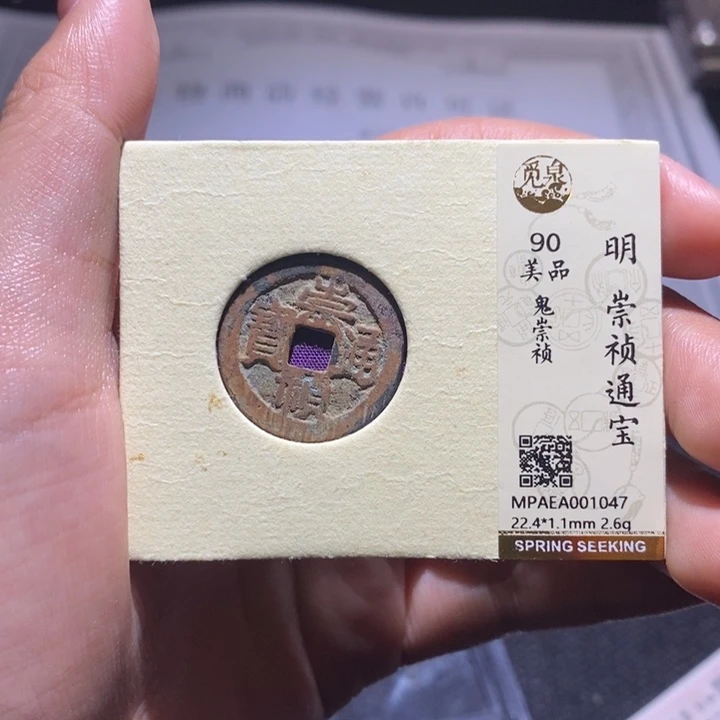 崇禎通寶
觅泉
90
美品
鬼崇祯
明 崇祯通宝
MPAEA001047
22.4*1.1mm 2.6g
SPRING SEEKING